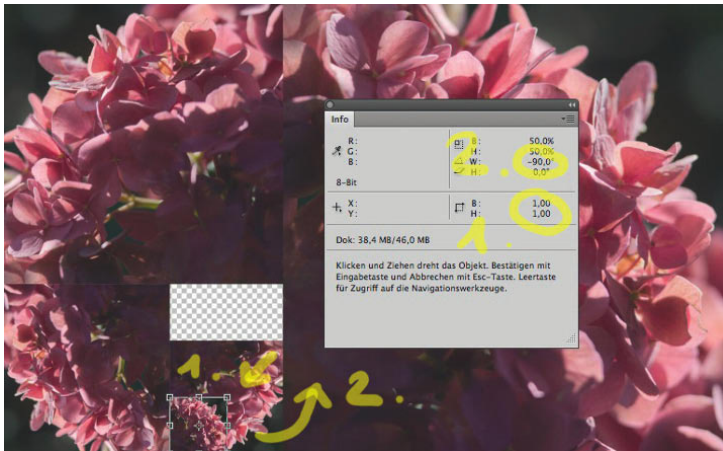 Info
R:
G:
B:
8-Bit
B: 50,0%
H: 50,0%
W: -90,0°
H: 0,0°
2.
X:
Y:
B: 1,00
H: 1,00
1.
Dok: 38,4 MB/46,0 MB
Klicken und Ziehen dreht das Objekt. Bestätigen mit
Eingabetaste und Abbrechen mit Esc-Taste. Leertaste
für Zugriff auf die Navigationswerkzeuge.
1.
2.